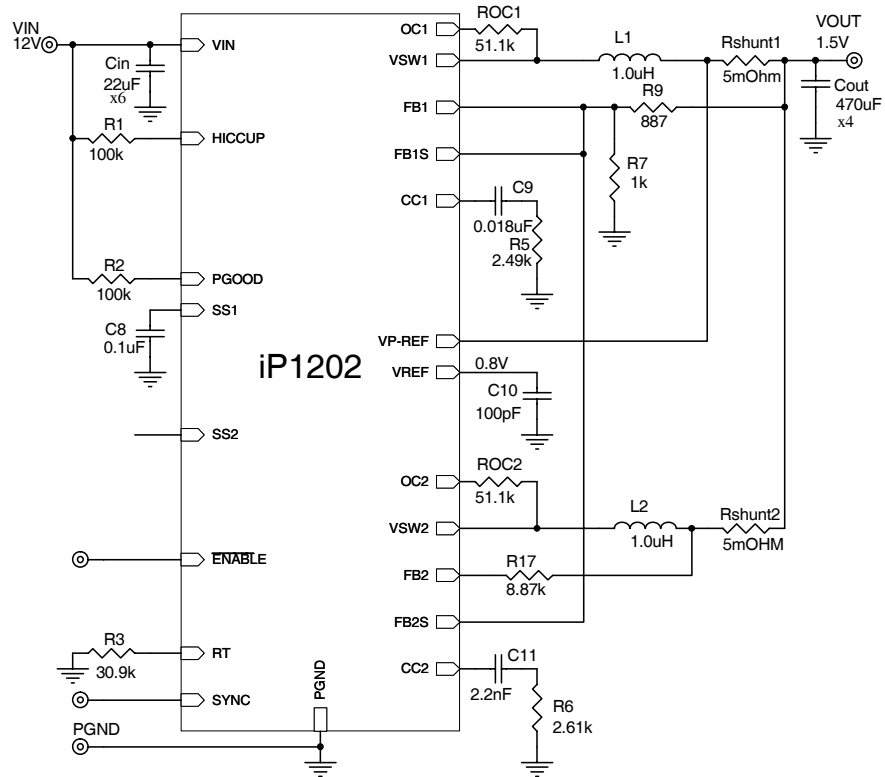 VIN
12V
VIN
Cin
22uF
x6
R1
100k
HICCUP
R2
100k
PGOOD
SS1
C8
0.1uF
SS2
ENABLE
R3
30.9k
RT
SYNC
PGND
PGND
iP1202
OC1
ROC1
51.1k
VSW1
L1
1.0uH
Rshunt1
5mOhm
VOUT
1.5V
Cout
470uF
x4
FB1
R9
887
FB1S
R7
1k
CC1
C9
0.018uF
R5
2.49k
VP-REF
VREF
0.8V
C10
100pF
OC2
ROC2
51.1k
VSW2
L2
1.0uH
Rshunt2
5mOHM
FB2
R17
8.87k
FB2S
CC2
C11
2.2nF
R6
2.61k